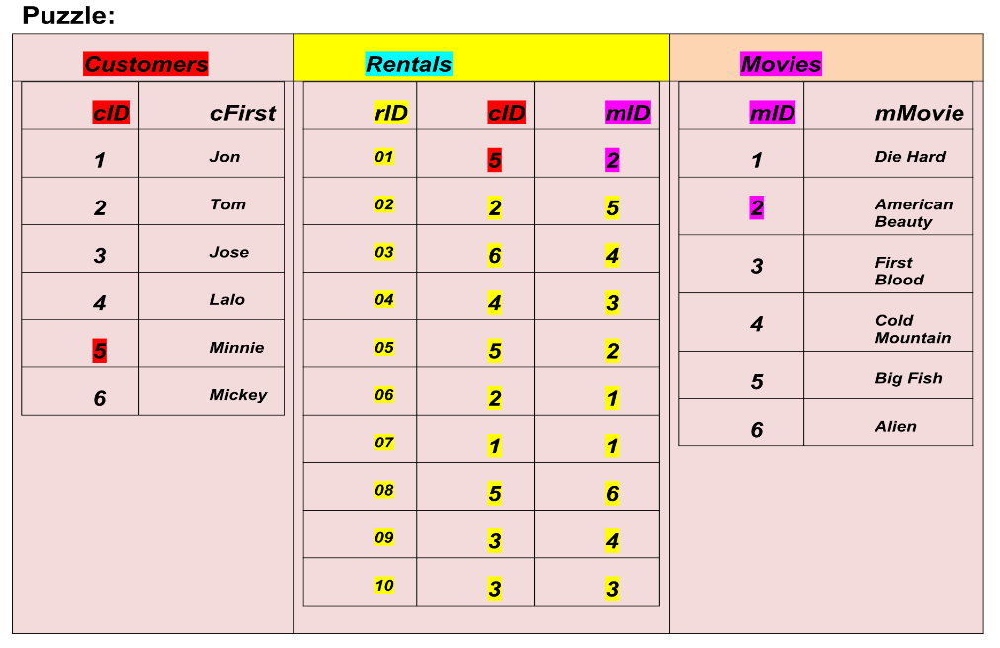 Puzzle:
Customers
cID cFirst
1 Jon
2 Tom
3 Jose
4 Lalo
5 Minnie
6 Mickey
Rentals
rID cID mID
01 5 2
02 2 5
03 6 4
04 4 3
05 5 2
06 2 1
07 1 1
08 5 6
09 3 4
10 3 3
Movies
mID mMovie
1 Die Hard
2 American
Beauty
3 First
Blood
4 Cold
Mountain
5 Big Fish
6 Alien